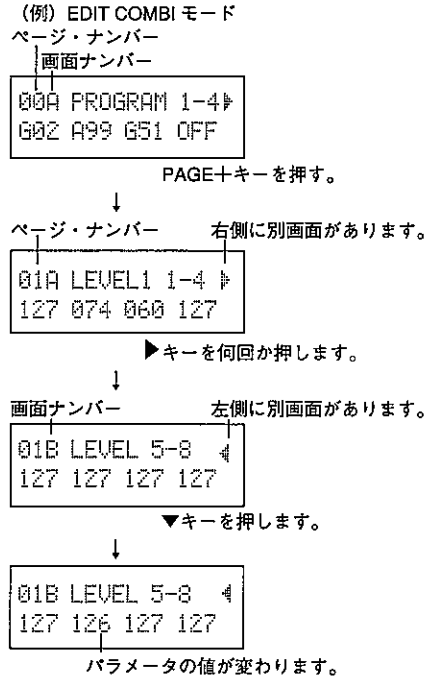 （例）EDIT COMBI モード
ページ・ナンバー
画面ナンバー
00A PROGRAM 1-4▶
G02 A99 G51 OFF
PAGE＋キーを押す。
↓
ページ・ナンバー 右側に別画面があります。
01A LEVEL1 1-4 ▶
127 074 060 127
▶キーを何回か押します。
↓
画面ナンバー 左側に別画面があります。
01B LEVEL 5-8 ◀
127 127 127 127
▼キーを押します。
↓
01B LEVEL 5-8 ◀
127 126 127 127
パラメータの値が変わります。